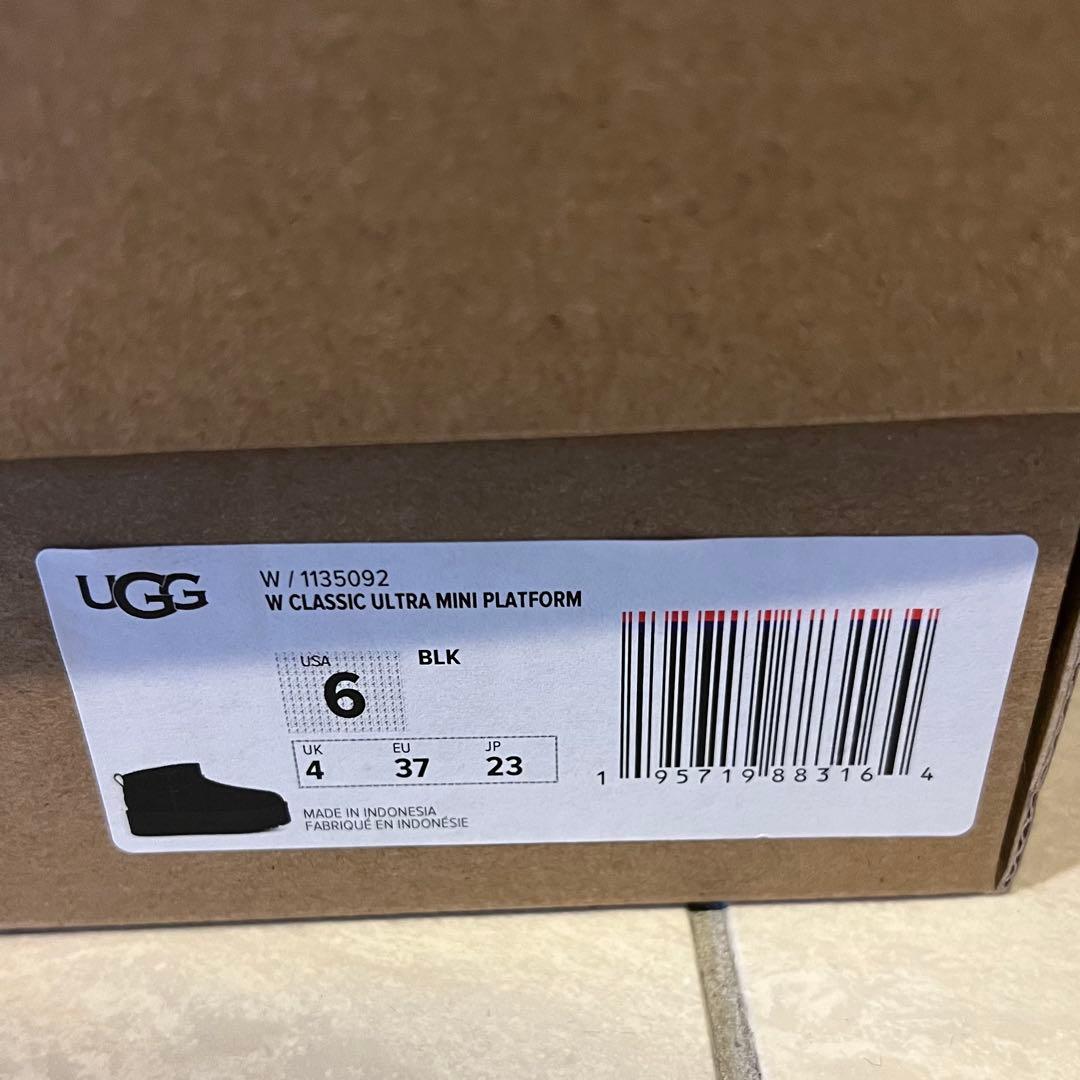 UGG
W / 1135092
W CLASSIC ULTRA MINI PLATFORM
USA
6
BLK
UK EU JP
4 37 23
MADE IN INDONESIA
FABRIQUÉ EN INDONÉSIE
1 95719 88316 4